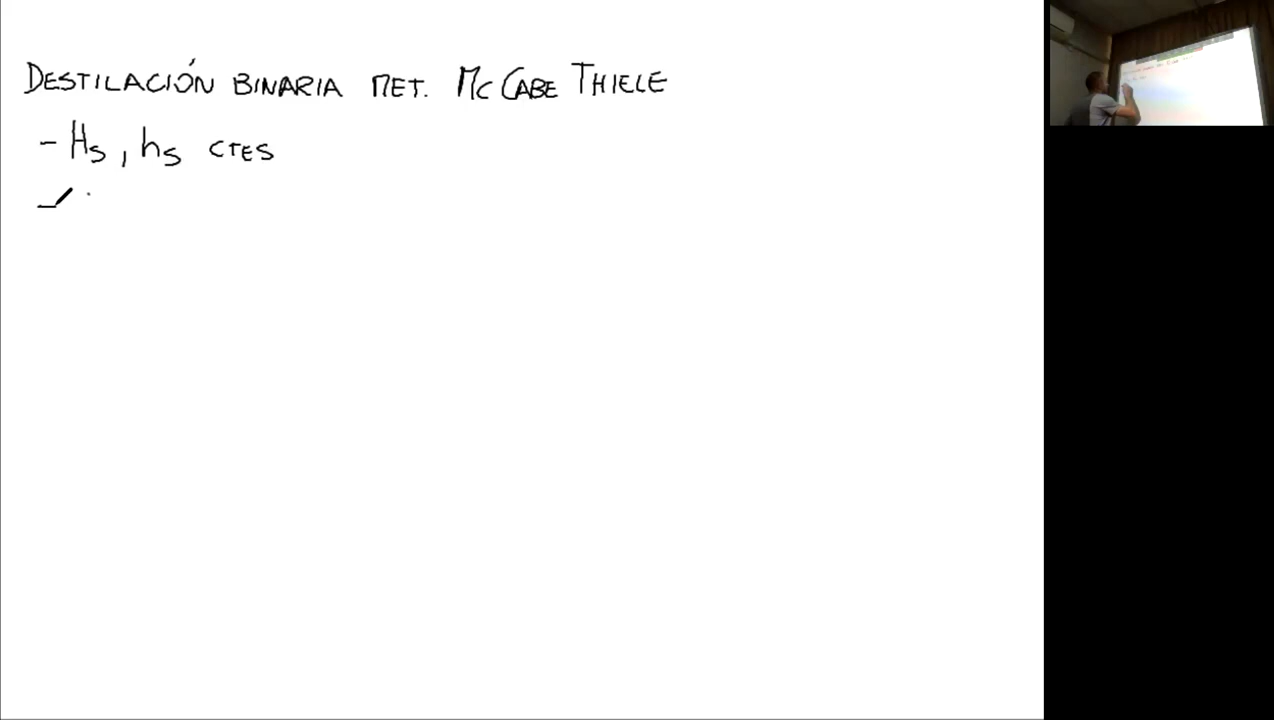 DESTILACIÓN BINARIA MET. McCABE THIELE
- Hs, hs CTES
-